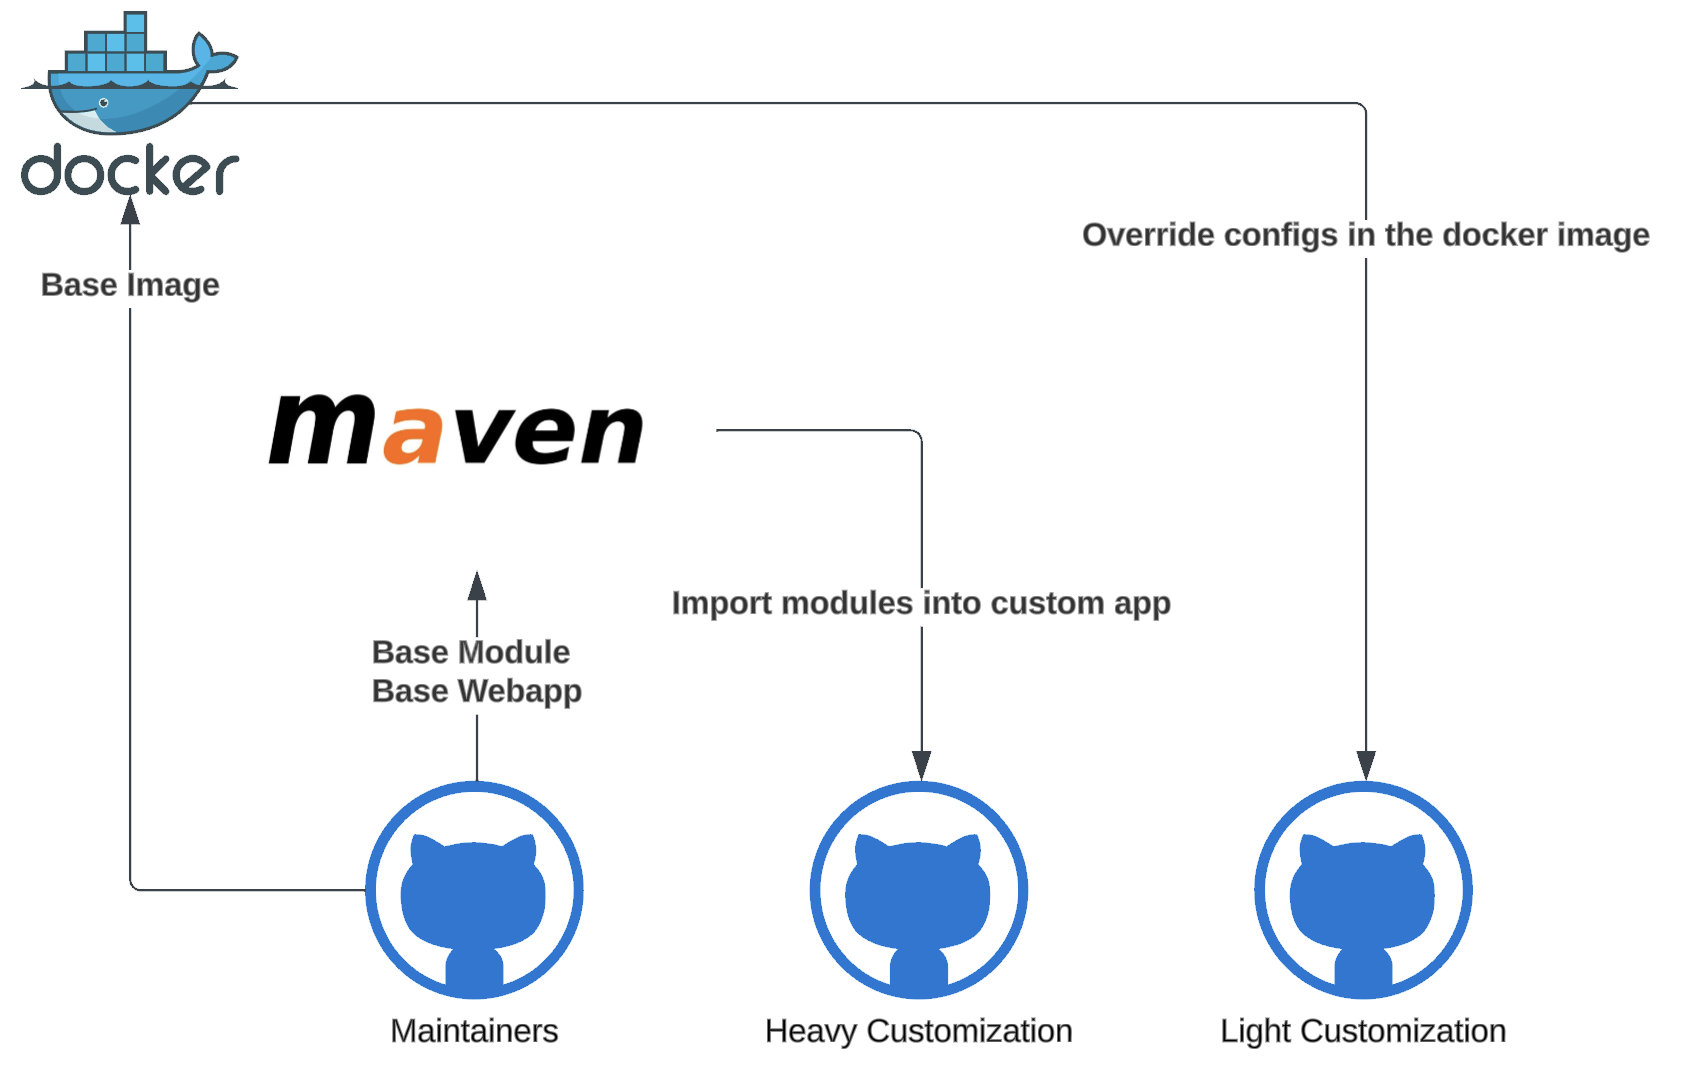 docker
Override configs in the docker image
Base Image
maven
Import modules into custom app
Base Module
Base Webapp
Maintainers
Heavy Customization
Light Customization